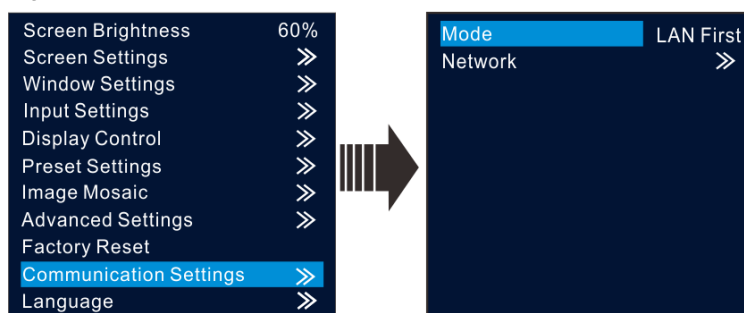 Screen Brightness 60%
Screen Settings
Window Settings
Input Settings
Display Control
Preset Settings
Image Mosaic
Advanced Settings
Factory Reset
Communication Settings
Language
Mode LAN First
Network